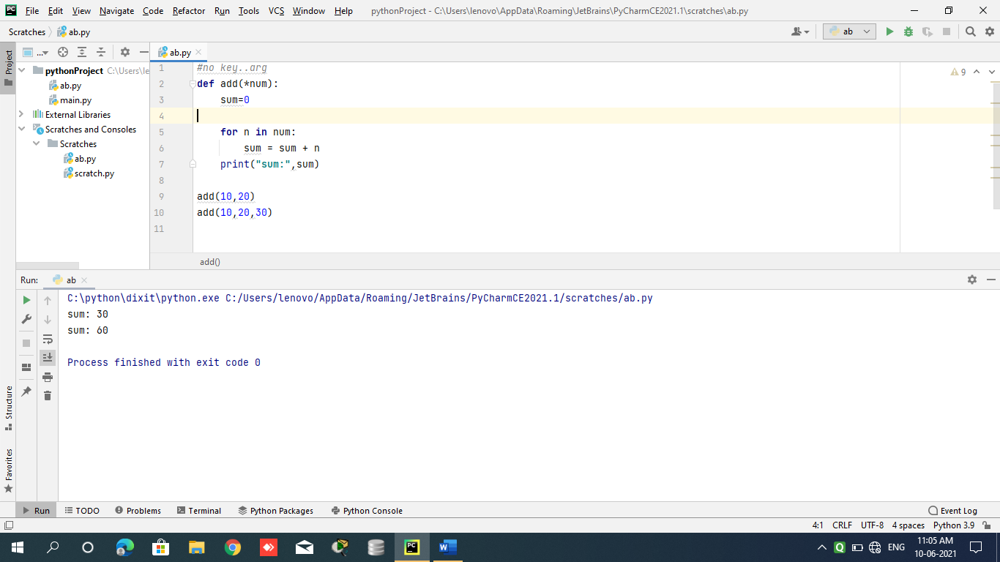 PC File Edit View Navigate Code Refactor Run Tools VCS Window Help pythonProject - C:\Users\lenovo\AppData\Roaming\JetBrains\PyCharmCE2021.1\scratches\ab.py
Scratches ab.py ab
Project ... ab.py
pythonProject C:\Users\le
ab.py
main.py
External Libraries
Scratches and Consoles
Scratches
ab.py
scratch.py
1 #no key..arg
2 def add(*num):
3     sum=0
4
5     for n in num:
6         sum = sum + n
7     print("sum:",sum)
8
9 add(10,20)
10 add(10,20,30)
11
9
add()
Run: ab
C:\python\dixit\python.exe C:/Users/lenovo/AppData/Roaming/JetBrains/PyCharmCE2021.1/scratches/ab.py
sum: 30
sum: 60
Process finished with exit code 0
Structure
Favorites
Run TODO Problems Terminal Python Packages Python Console Event Log
4:1 CRLF UTF-8 4 spaces Python 3.9
PC W Q ENG 11:05 AM
10-06-2021